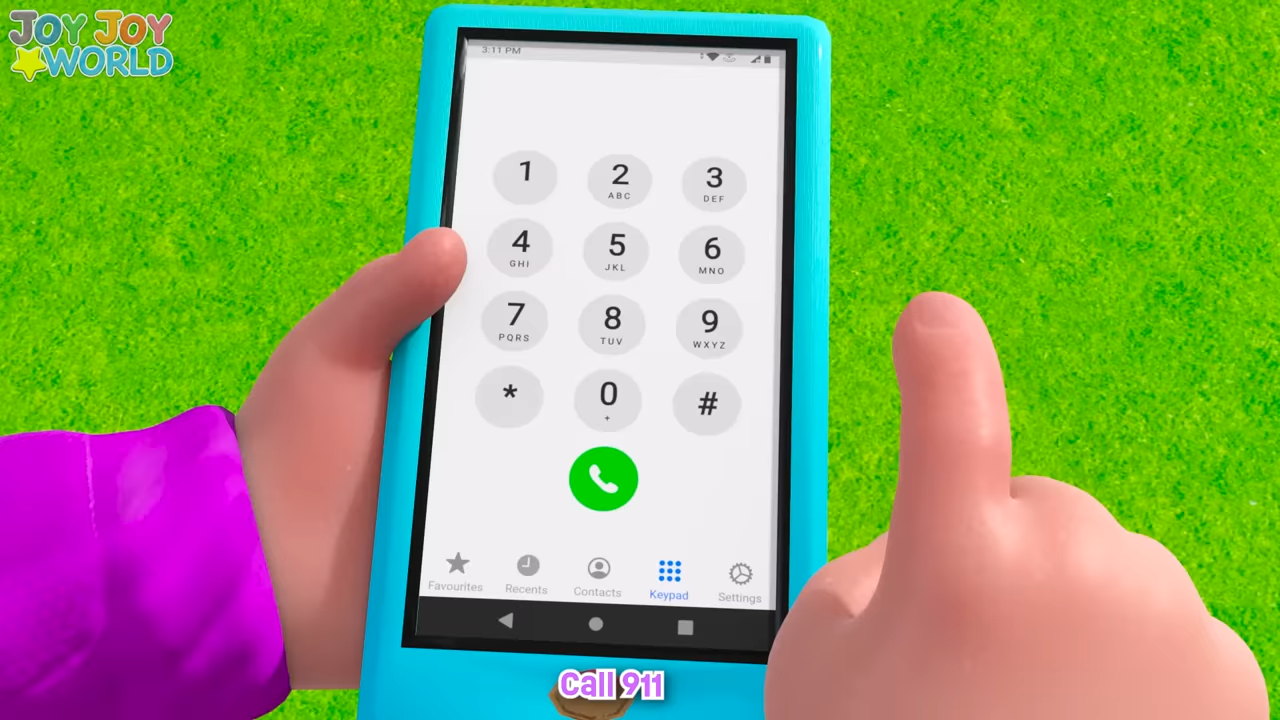 JOY JOY
WORLD
3:11 PM
1
2
ABC
3
DEF
4
GHI
5
JKL
6
MNO
7
PQRS
8
TUV
9
WXYZ
*
0
+
#
Favourites
Recents
Contacts
Keypad
Settings
Call 911